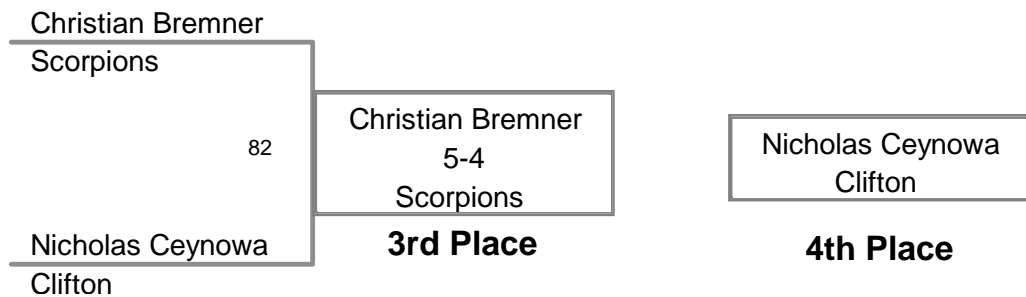 Christian Bremner
Scorpions
82
Nicholas Ceynowa
Clifton
Christian Bremner
5-4
Scorpions
3rd Place
Nicholas Ceynowa
Clifton
4th Place